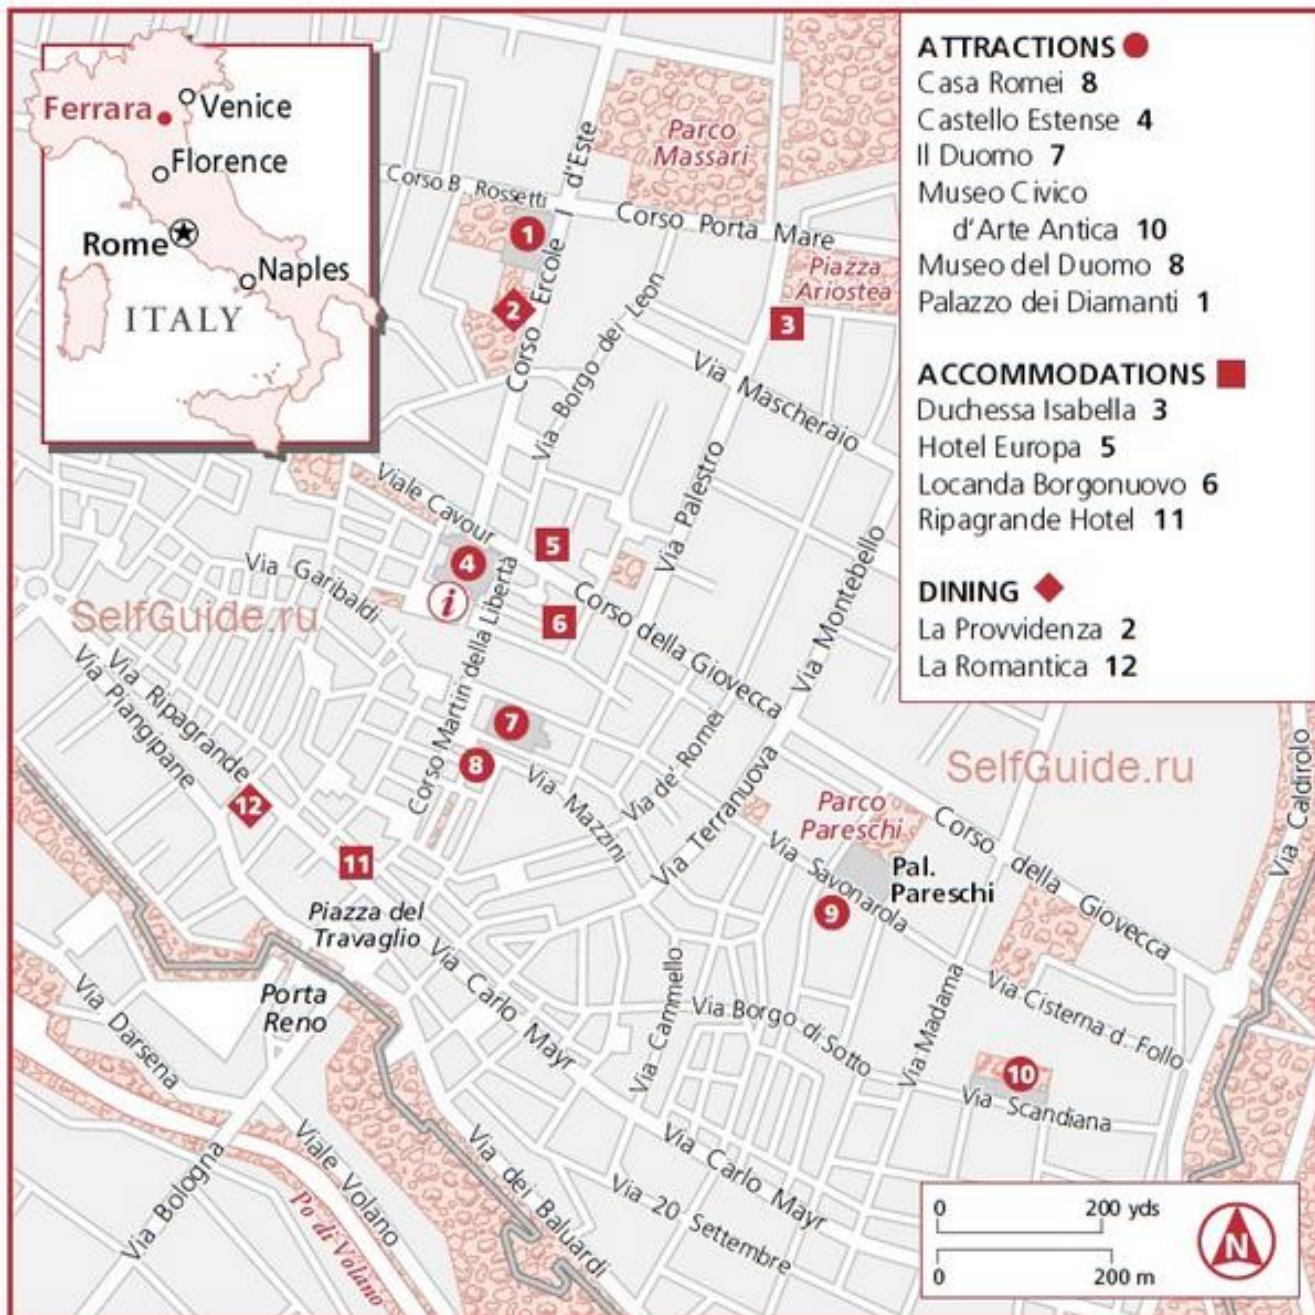 Ferrara
Venice
Florence
Rome
Naples
ITALY
ATTRACTIONS
Casa Romei 8
Castello Estense 4
Il Duomo 7
Museo Civico
d'Arte Antica 10
Museo del Duomo 8
Palazzo dei Diamanti 1
ACCOMMODATIONS
Duchessa Isabella 3
Hotel Europa 5
Locanda Borgonuovo 6
Ripagrande Hotel 11
DINING
La Provvidenza 2
La Romantica 12
Parco
Massari
Corso B. Rossetti
Corso Ercole I d'Este
Corso Porta Mare
Piazza
Ariostea
1
2
3
Via Borgo dei Leon
Via Mascheraio
Viale Cavour
Via Palestro
Via Montebello
4
5
i
6
Via Garibaldi
SelfGuide.ru
Corso della Giovecca
Corso Martin della Libertà
Via Ripagrande
Via Piangipane
7
8
Via Mazzini
Via de' Romei
Via Terranuova
SelfGuide.ru
Via Caldirolo
12
11
Parco
Pareschi
Pal.
Pareschi
Via Savonarola
9
Corso della Giovecca
Piazza del
Travaglio
Via Carlo Mayr
Porta
Reno
Via Darsena
Via Cammello
Via Borgo di Sotto
Via Madama
Via Cisterna d. Follo
10
Via Scandiana
Via Bologna
Viale Volano
Po di Volano
Via dei Baluardi
Via Carlo Mayr
Via 20 Settembre
0 200 yds
0 200 m
N